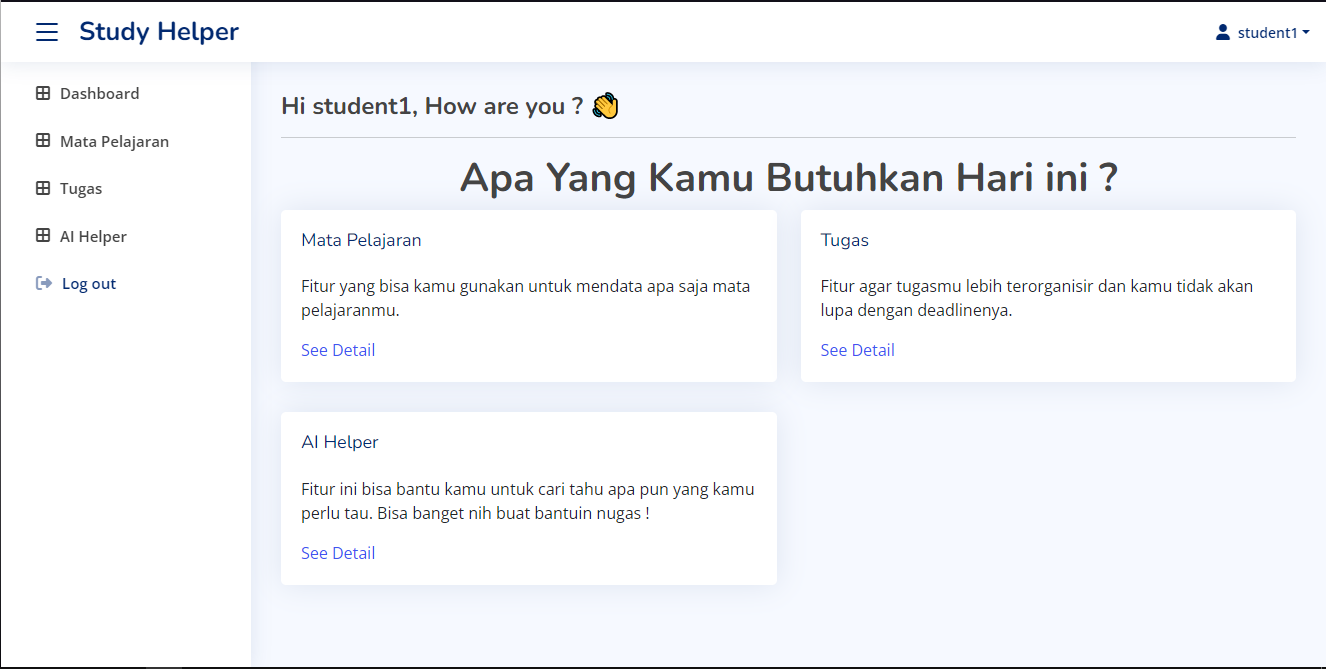 Study Helper
student1
Dashboard
Mata Pelajaran
Tugas
AI Helper
Log out
Hi student1, How are you ? 👋
Apa Yang Kamu Butuhkan Hari ini ?
Mata Pelajaran
Fitur yang bisa kamu gunakan untuk mendata apa saja mata
pelajaranmu.
See Detail
Tugas
Fitur agar tugasmu lebih terorganisir dan kamu tidak akan
lupa dengan deadlinenya.
See Detail
AI Helper
Fitur ini bisa bantu kamu untuk cari tahu apa pun yang kamu
perlu tau. Bisa banget nih buat bantuin nugas !
See Detail